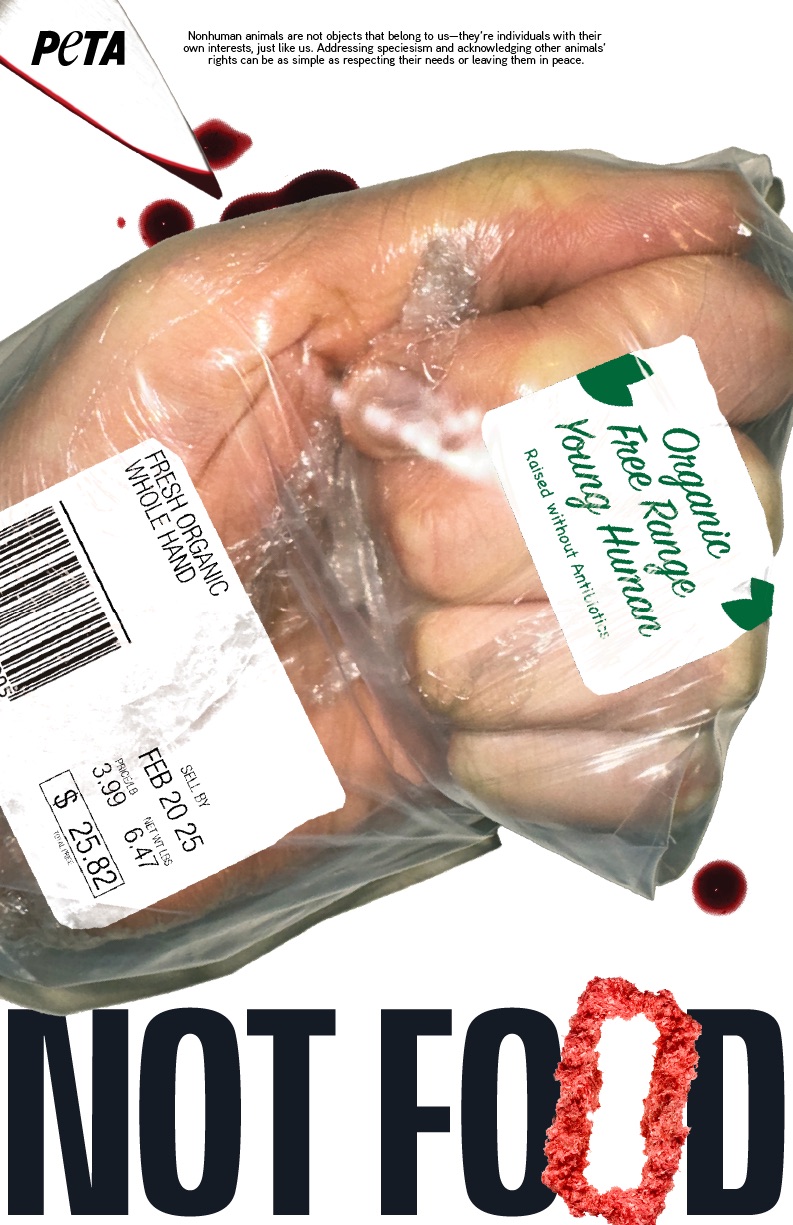 PETA
Nonhuman animals are not objects that belong to us—they're individuals with their
own interests, just like us. Addressing speciesism and acknowledging other animals'
rights can be as simple as respecting their needs or leaving them in peace.
Organic
Free Range
Young Human
Raised without Antibiotics
FRESH ORGANIC
WHOLE HAND
SELL BY
FEB 20 25
PRICE/LB
3.99
NET WT LBS
6.47
$ 25.82
TOTAL PRICE
NOT FOOD